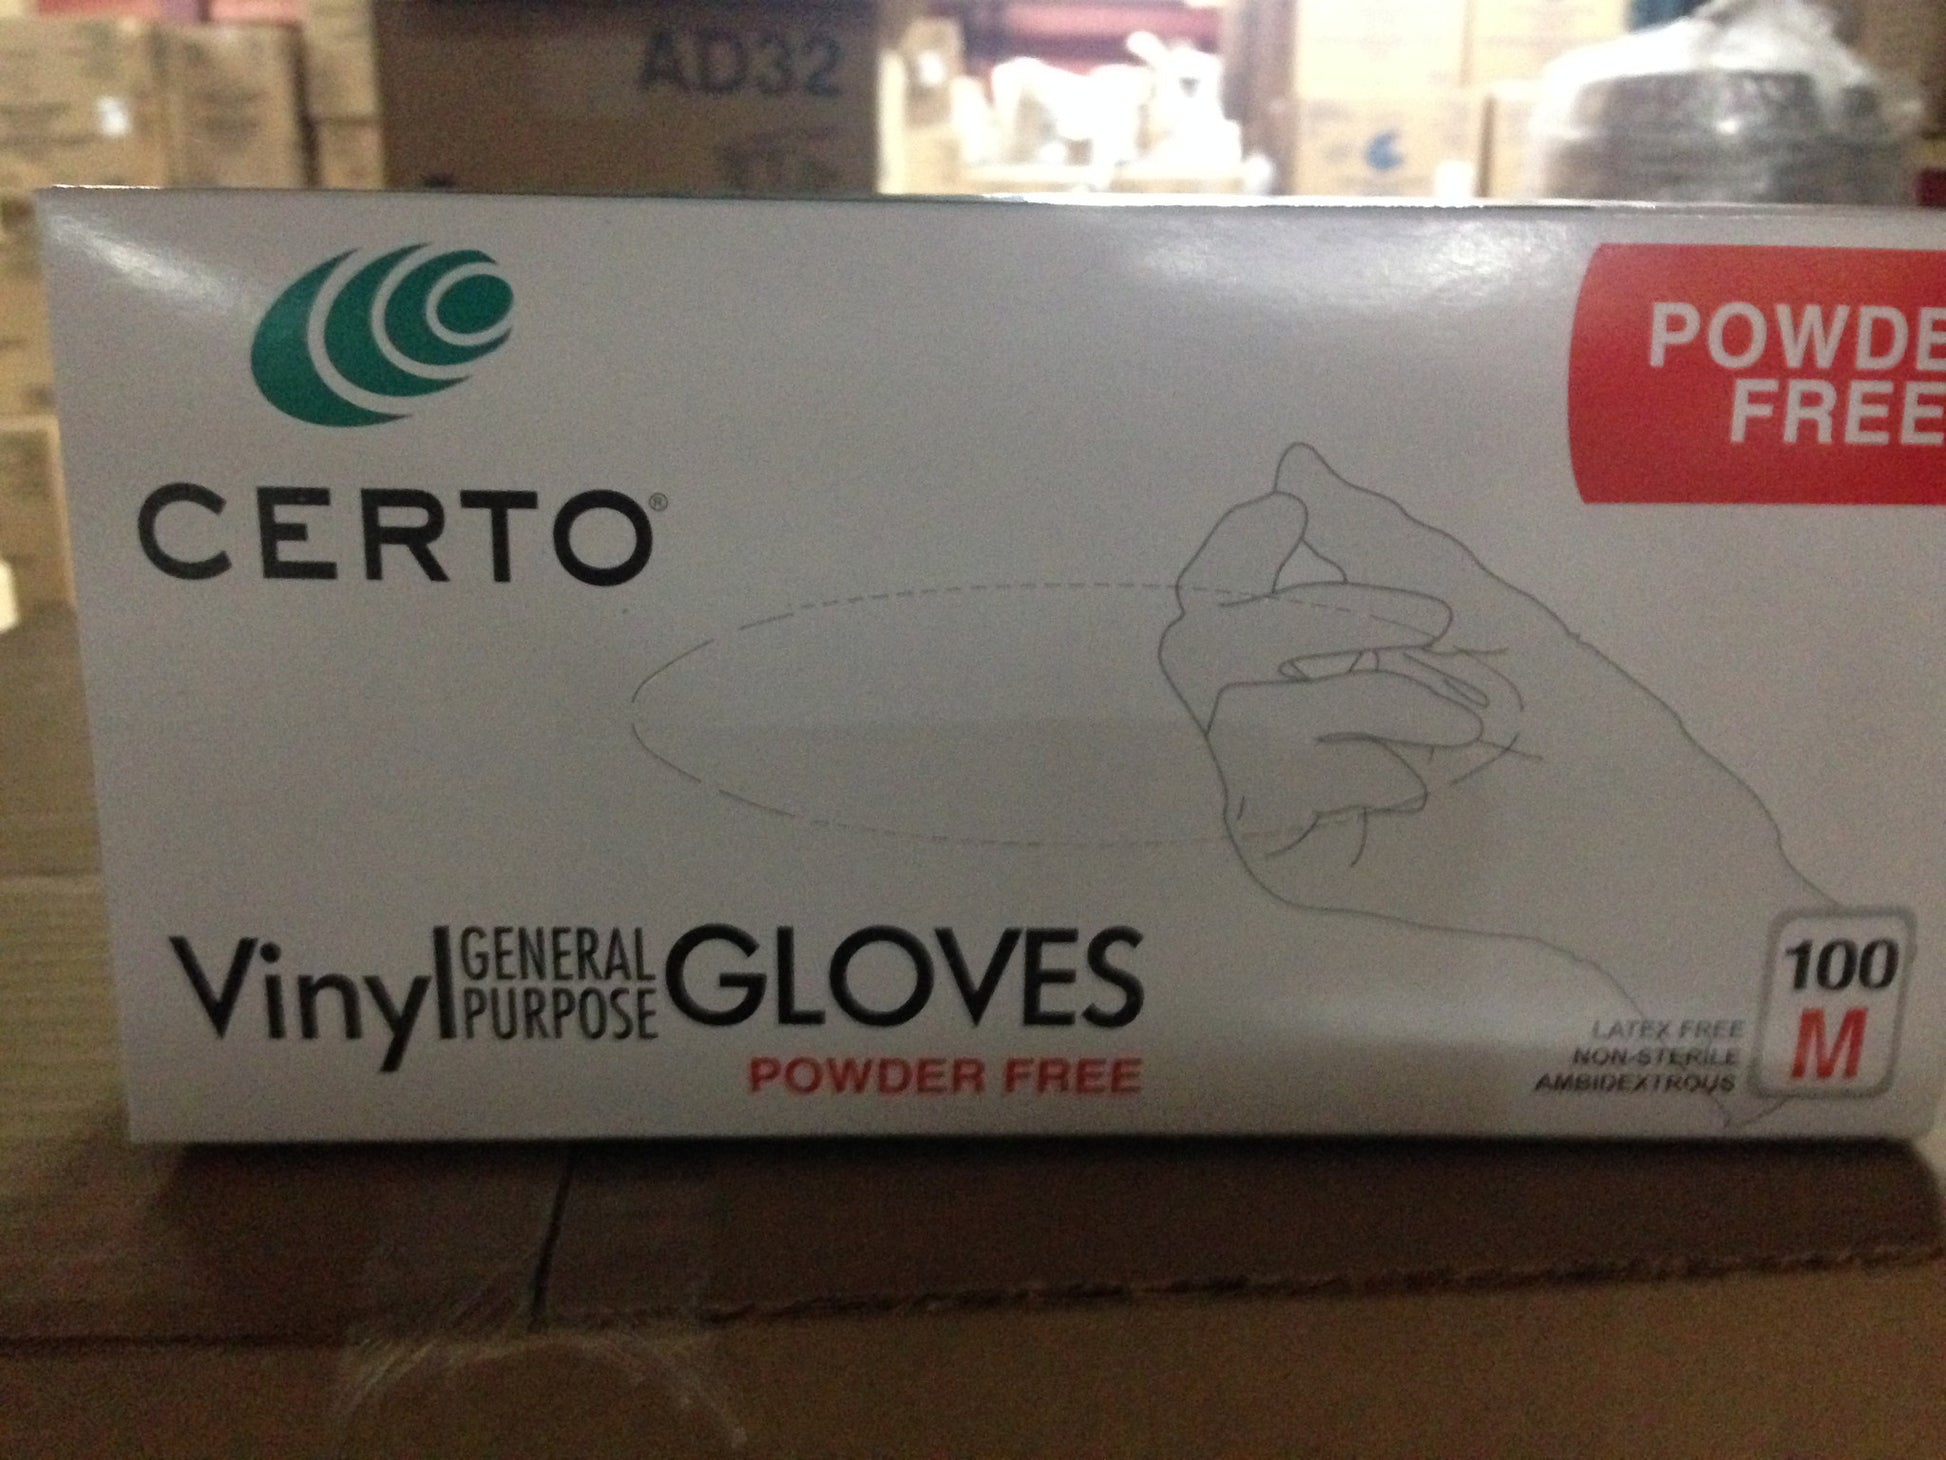 AD32
CERTO®
POWDE
FREE
Vinyl GENERAL PURPOSE GLOVES
POWDER FREE
LATEX FREE
NON-STERILE
AMBIDEXTROUS
100
M